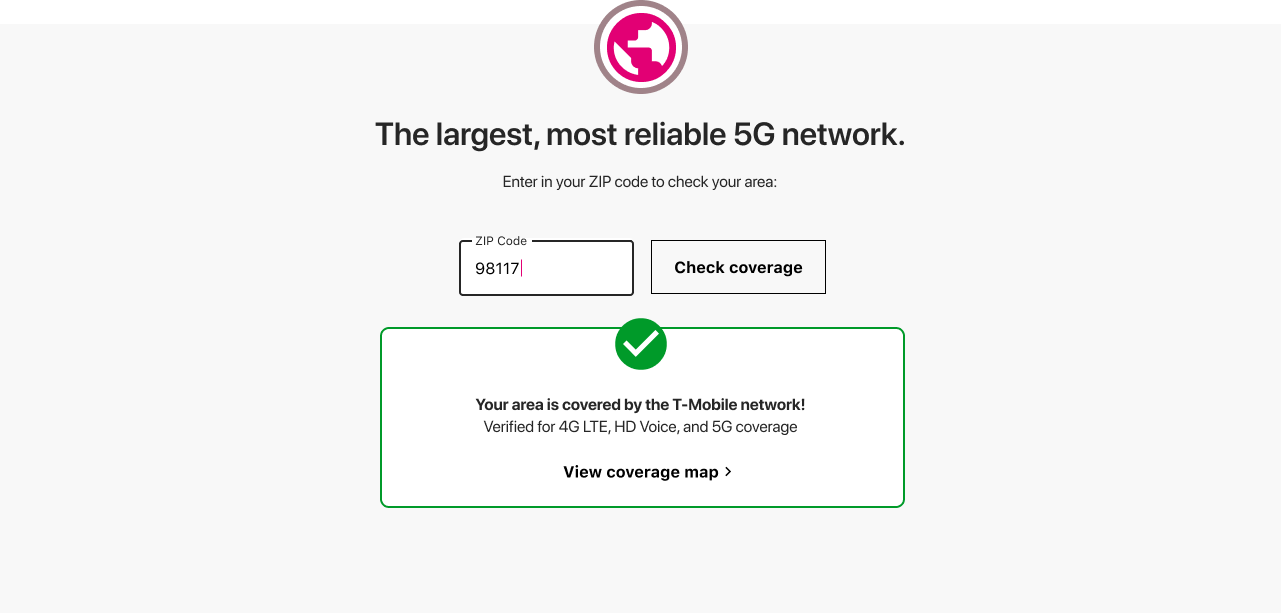 The largest, most reliable 5G network.
Enter in your ZIP code to check your area:
ZIP Code
98117
Check coverage
Your area is covered by the T-Mobile network!
Verified for 4G LTE, HD Voice, and 5G coverage
View coverage map